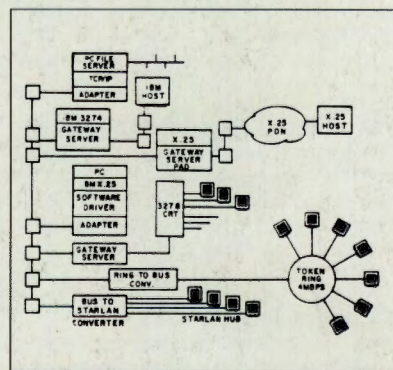 PC FILE
SERVER
TCP/IP
ADAPTER
IBM
HOST
IBM 3274
GATEWAY
SERVER
X.25
GATEWAY
SERVER
PAD
X.25
PDN
X.25
HOST
PC
SOFTWARE
DRIVER
ADAPTER
3278
CRT
GATEWAY
SERVER
RING TO BUS
CONV.
TOKEN
RING
4MBPS
BUS TO
STARLAN
CONVERTER
STARLAN HUB